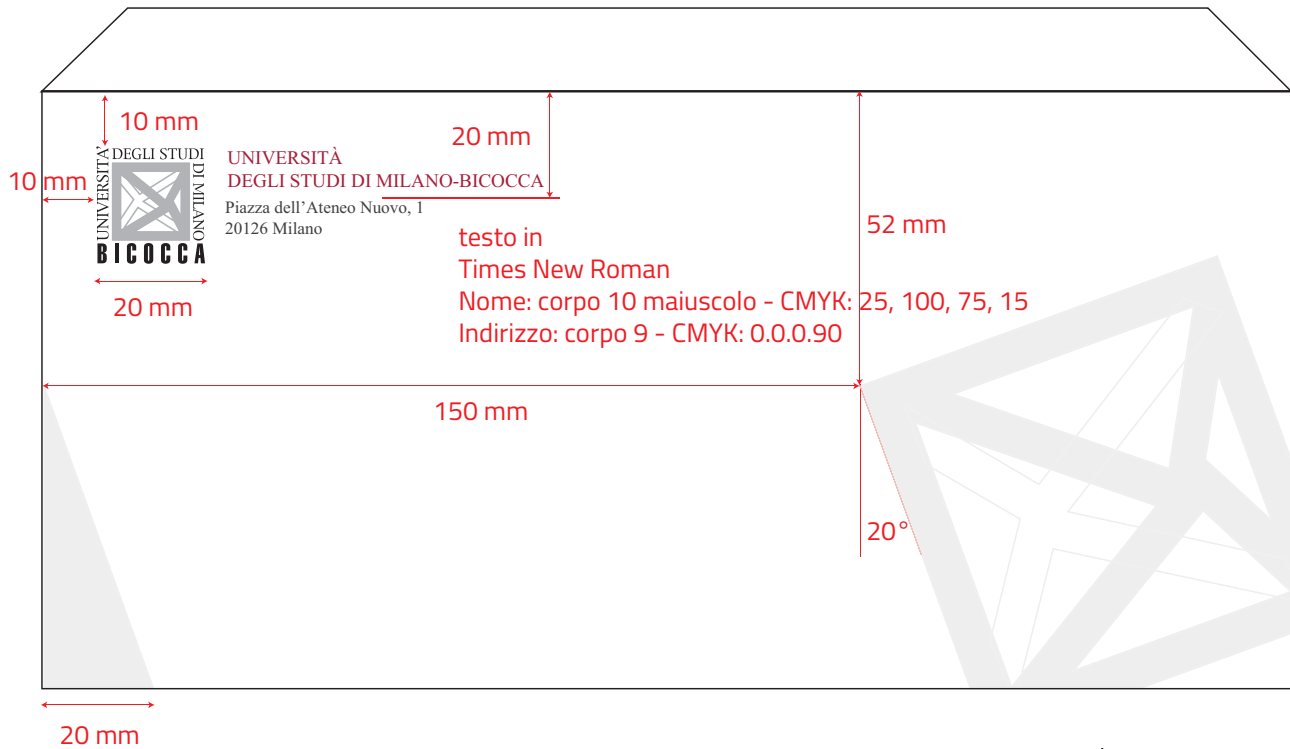 10 mm
20 mm
10 mm
UNIVERSITA'
DEGLI STUDI
DI MILANO
BICOCCA
UNIVERSITÀ
DEGLI STUDI DI MILANO-BICOCCA
Piazza dell'Ateneo Nuovo, 1
20126 Milano
20 mm
52 mm
testo in
Times New Roman
Nome: corpo 10 maiuscolo - CMYK: 25, 100, 75, 15
Indirizzo: corpo 9 - CMYK: 0.0.0.90
150 mm
20°
20 mm